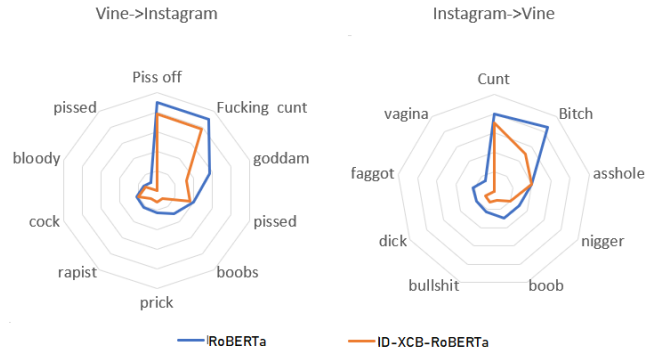 Vine->Instagram
Piss off
Fucking cunt
goddam
pissed
boobs
prick
rapist
cock
bloody
pissed
Instagram->Vine
Cunt
Bitch
asshole
nigger
boob
bullshit
dick
faggot
vagina
RoBERTa
ID-XCB-RoBERTa